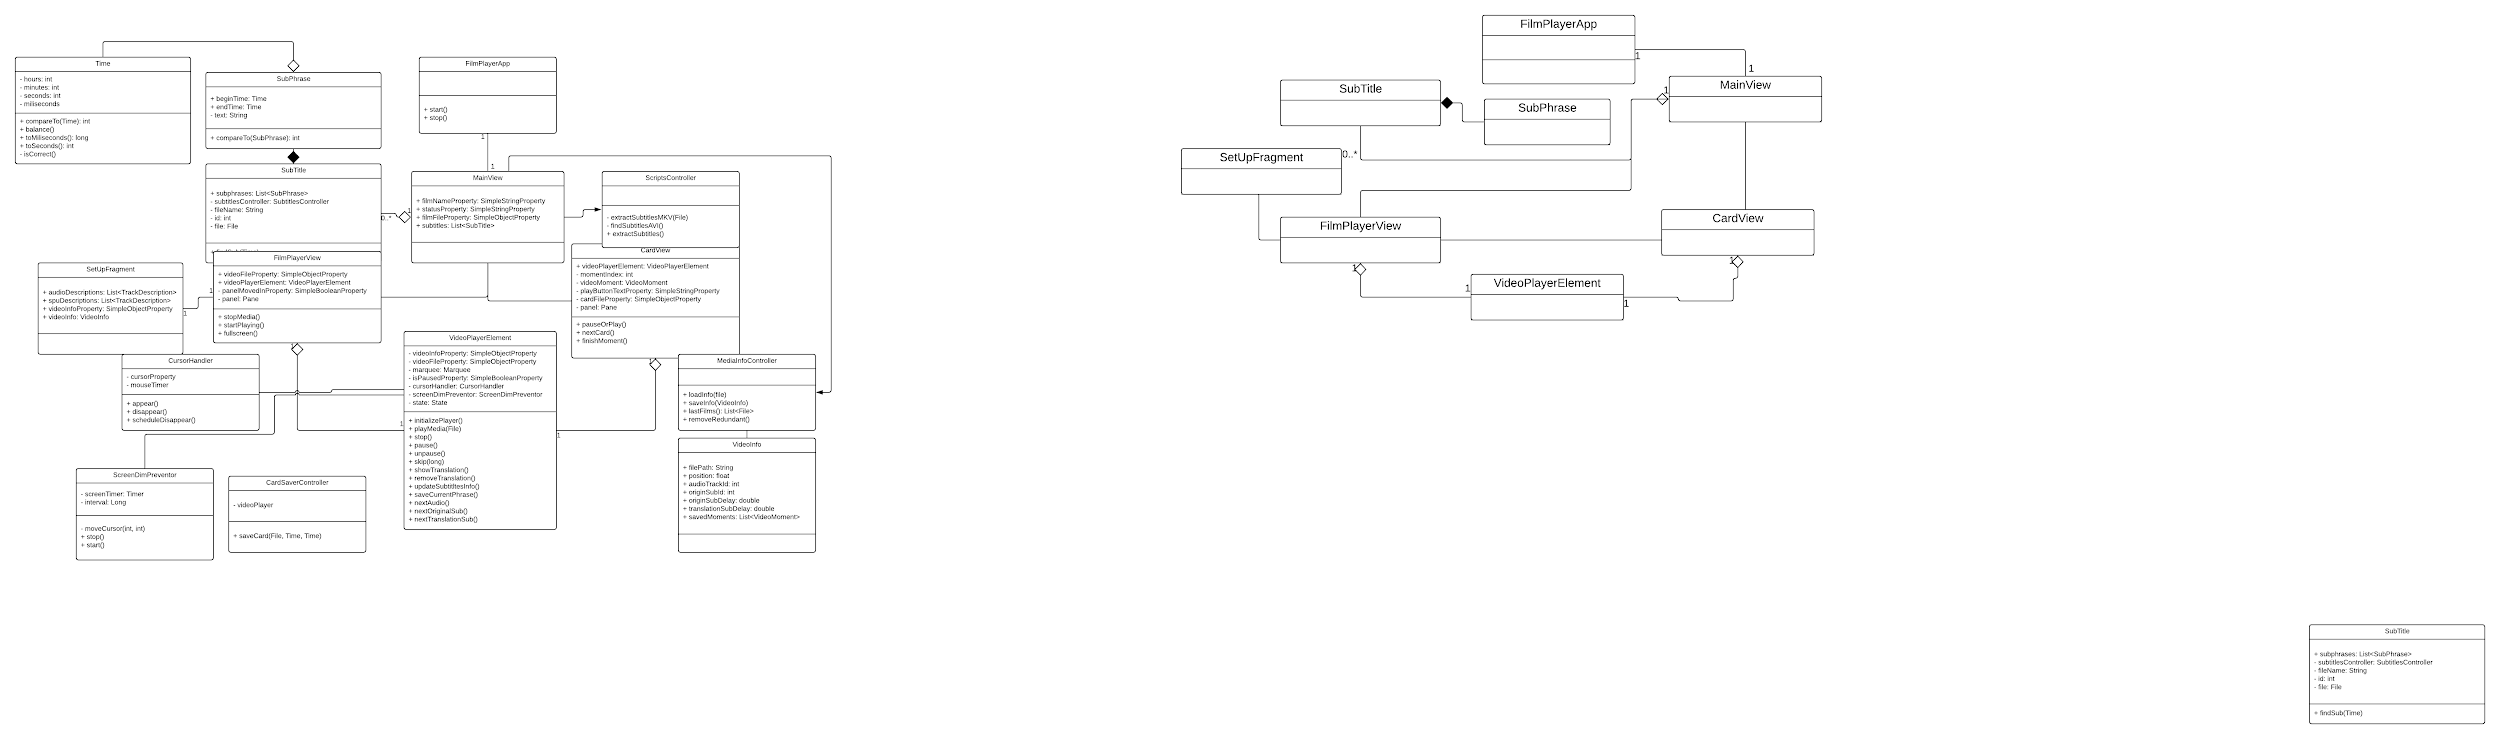 Time
- hours: int
- minutes: int
- seconds: int
- miliseconds
+ compareTo(Time): int
+ balance()
+ toMiliseconds(): long
+ toSeconds(): int
- isCorrect()
SubPhrase
+ beginTime: Time
+ endTime: Time
- text: String
+ compareTo(SubPhrase): int
FilmPlayerApp
+ start()
+ stop()
1
1
SubTitle
+ subphrases: List<SubPhrase>
- subtitlesController: SubtitlesController
- fileName: String
- id: int
- file: File
0..*
1
MainView
+ filmNameProperty: SimpleStringProperty
+ statusProperty: SimpleStringProperty
+ filmFileProperty: SimpleObjectProperty
+ subtitles: List<SubTitle>
ScriptsController
- extractSubtitlesMKV(File)
- findSubtitlesAVI()
+ extractSubtitles()
CardView
+ videoPlayerElement: VideoPlayerElement
- momentIndex: int
- videoMoment: VideoMoment
- playButtonTextProperty: SimpleStringProperty
- cardFileProperty: SimpleObjectProperty
- panel: Pane
+ pauseOrPlay()
+ nextCard()
+ finishMoment()
1
SetUpFragment
+ audioDescriptions: List<TrackDescription>
+ spuDescriptions: List<TrackDescription>
+ videoInfoProperty: SimpleObjectProperty
+ videoInfo: VideoInfo
1
1
FilmPlayerView
+ videoFileProperty: SimpleObjectProperty
+ videoPlayerElement: VideoPlayerElement
- panelMovedInProperty: SimpleBooleanProperty
- panel: Pane
+ stopMedia()
+ startPlaying()
+ fullscreen()
1
CursorHandler
- cursorProperty
- mouseTimer
+ appear()
+ disappear()
+ scheduleDisappear()
VideoPlayerElement
- videoInfoProperty: SimpleObjectProperty
- videoFileProperty: SimpleObjectProperty
- marquee: Marquee
- isPausedProperty: SimpleBooleanProperty
- cursorHandler: CursorHandler
- screenDimPreventor: ScreenDimPreventor
- state: State
+ initializePlayer()
+ playMedia(File)
+ stop()
+ pause()
+ unpause()
+ skip(long)
+ showTranslation()
+ removeTranslation()
+ updateSubtitltesInfo()
+ saveCurrentPhrase()
+ nextAudio()
+ nextOriginalSub()
+ nextTranslationSub()
1
1
MediaInfoController
+ loadInfo(file)
+ saveInfo(VideoInfo)
+ lastFilms(): List<File>
+ removeRedundant()
VideoInfo
+ filePath: String
+ position: float
+ audioTrackId: int
+ originSubId: int
+ originSubDelay: double
+ translationSubDelay: double
+ savedMoments: List<VideoMoment>
ScreenDimPreventor
- screenTimer: Timer
- interval: Long
- moveCursor(int, int)
+ stop()
+ start()
CardSaverController
- videoPlayer
+ saveCard(File, Time, Time)
FilmPlayerApp
1
1
MainView
1
SubTitle
SubPhrase
0..*
SetUpFragment
FilmPlayerView
1
CardView
1
VideoPlayerElement
1
1
SubTitle
+ subphrases: List<SubPhrase>
- subtitlesController: SubtitlesController
- fileName: String
- id: int
- file: File
+ findSub(Time)